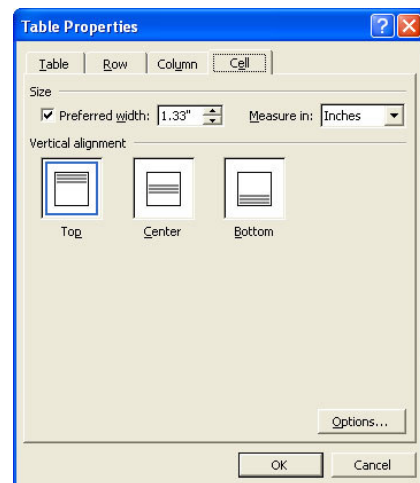 Table Properties
Table Row Column Cell
Size
Preferred width: 1.33" Measure in: Inches
Vertical alignment
Top Center Bottom
Options...
OK Cancel